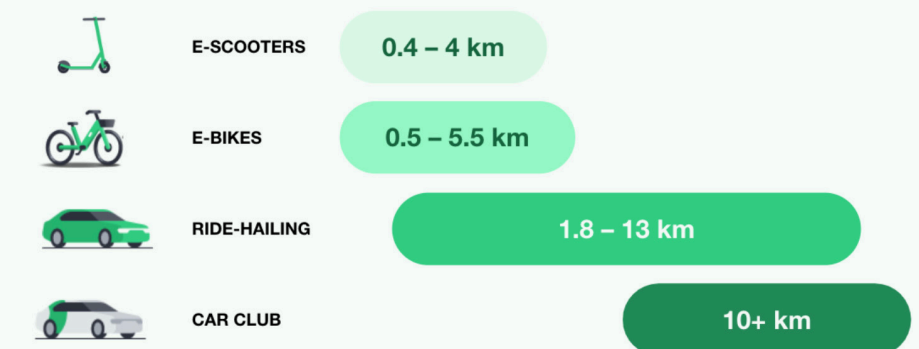 E-SCOOTERS 0.4 – 4 km
E-BIKES 0.5 – 5.5 km
RIDE-HAILING 1.8 – 13 km
CAR CLUB 10+ km